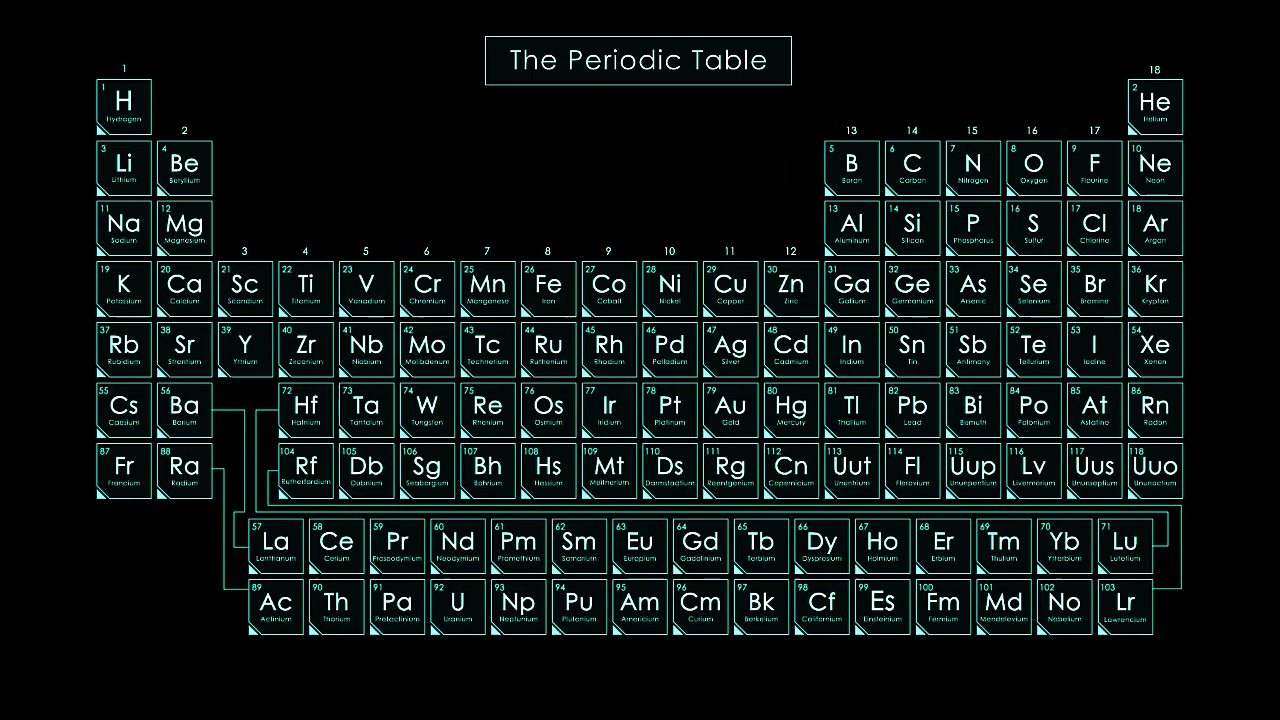 The Periodic Table
1 18
1 H Hydrogen 2 He Helium
2 13 14 15 16 17
3 Li Lithium 4 Be Beryllium 5 B Boron 6 C Carbon 7 N Nitrogen 8 O Oxygen 9 F Flourine 10 Ne Neon
11 Na Sodium 12 Mg Magnesium 13 Al Aluminum 14 Si Silicon 15 P Phosphorus 16 S Sulfur 17 Cl Chlorine 18 Ar Argon
3 4 5 6 7 8 9 10 11 12
19 K Potassium 20 Ca Calcium 21 Sc Scandium 22 Ti Titanium 23 V Vanadium 24 Cr Chromium 25 Mn Manganese 26 Fe Iron 27 Co Cobalt 28 Ni Nickel 29 Cu Copper 30 Zn Zinc 31 Ga Gallium 32 Ge Germanium 33 As Arsenic 34 Se Selenium 35 Br Bromine 36 Kr Krypton
37 Rb Rubidium 38 Sr Strontium 39 Y Yttrium 40 Zr Zirconium 41 Nb Niobium 42 Mo Molibdenum 43 Tc Technetium 44 Ru Ruthenium 45 Rh Rhodium 46 Pd Palladium 47 Ag Silver 48 Cd Cadmium 49 In Indium 50 Sn Tin 51 Sb Antimony 52 Te Tellurium 53 I Iodine 54 Xe Xenon
55 Cs Caesium 56 Ba Barium 72 Hf Hafnium 73 Ta Tantalum 74 W Tungsten 75 Re Rhenium 76 Os Osmium 77 Ir Iridium 78 Pt Platinum 79 Au Gold 80 Hg Mercury 81 Tl Thallium 82 Pb Lead 83 Bi Bismuth 84 Po Polonium 85 At Astatine 86 Rn Radon
87 Fr Francium 88 Ra Radium 104 Rf Rutherfordium 105 Db Dubnium 106 Sg Seaborgium 107 Bh Bohrium 108 Hs Hassium 109 Mt Meitnerium 110 Ds Darmstadtium 111 Rg Roentgenium 112 Cn Copernicium 113 Uut Ununtrium 114 Fl Flerovium 115 Uup Ununpentium 116 Lv Livermorium 117 Uus Ununseptium 118 Uuo Ununoctium
57 La Lanthanum 58 Ce Cerium 59 Pr Praseodymium 60 Nd Neodymium 61 Pm Promethium 62 Sm Samarium 63 Eu Europium 64 Gd Gadolinium 65 Tb Terbium 66 Dy Dysprosium 67 Ho Holmium 68 Er Erbium 69 Tm Thulium 70 Yb Ytterbium 71 Lu Lutetium
89 Ac Actinium 90 Th Thorium 91 Pa Protactinium 92 U Uranium 93 Np Neptunium 94 Pu Plutonium 95 Am Americium 96 Cm Curium 97 Bk Berkelium 98 Cf Californium 99 Es Einsteinium 100 Fm Fermium 101 Md Mendelevium 102 No Nobelium 103 Lr Lawrencium